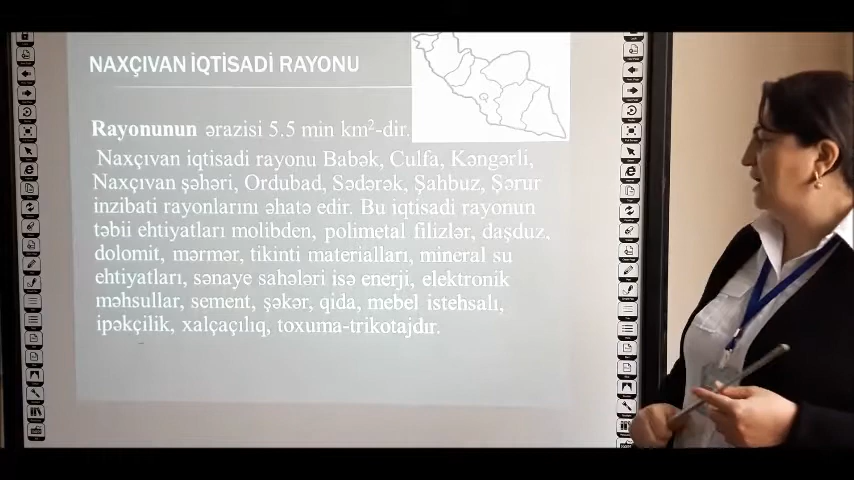 NAXÇIVAN İQTİSADİ RAYONU
Rayonunun ərazisi 5.5 min km²-dir.
Naxçıvan iqtisadi rayonu Babək, Culfa, Kəngərli,
Naxçıvan şəhəri, Ordubad, Sədərək, Şahbuz, Şərur
inzibati rayonlarını əhatə edir. Bu iqtisadi rayonun
təbii ehtiyatları molibden, polimetal filizlər, daşduz,
dolomit, mərmər, tikinti materialları, mineral su
ehtiyatları, sənaye sahələri isə enerji, elektronik
məhsullar, sement, şəkər, qida, mebel istehsalı,
ipəkçilik, xalçaçılıq, toxuma-trikotajdır.